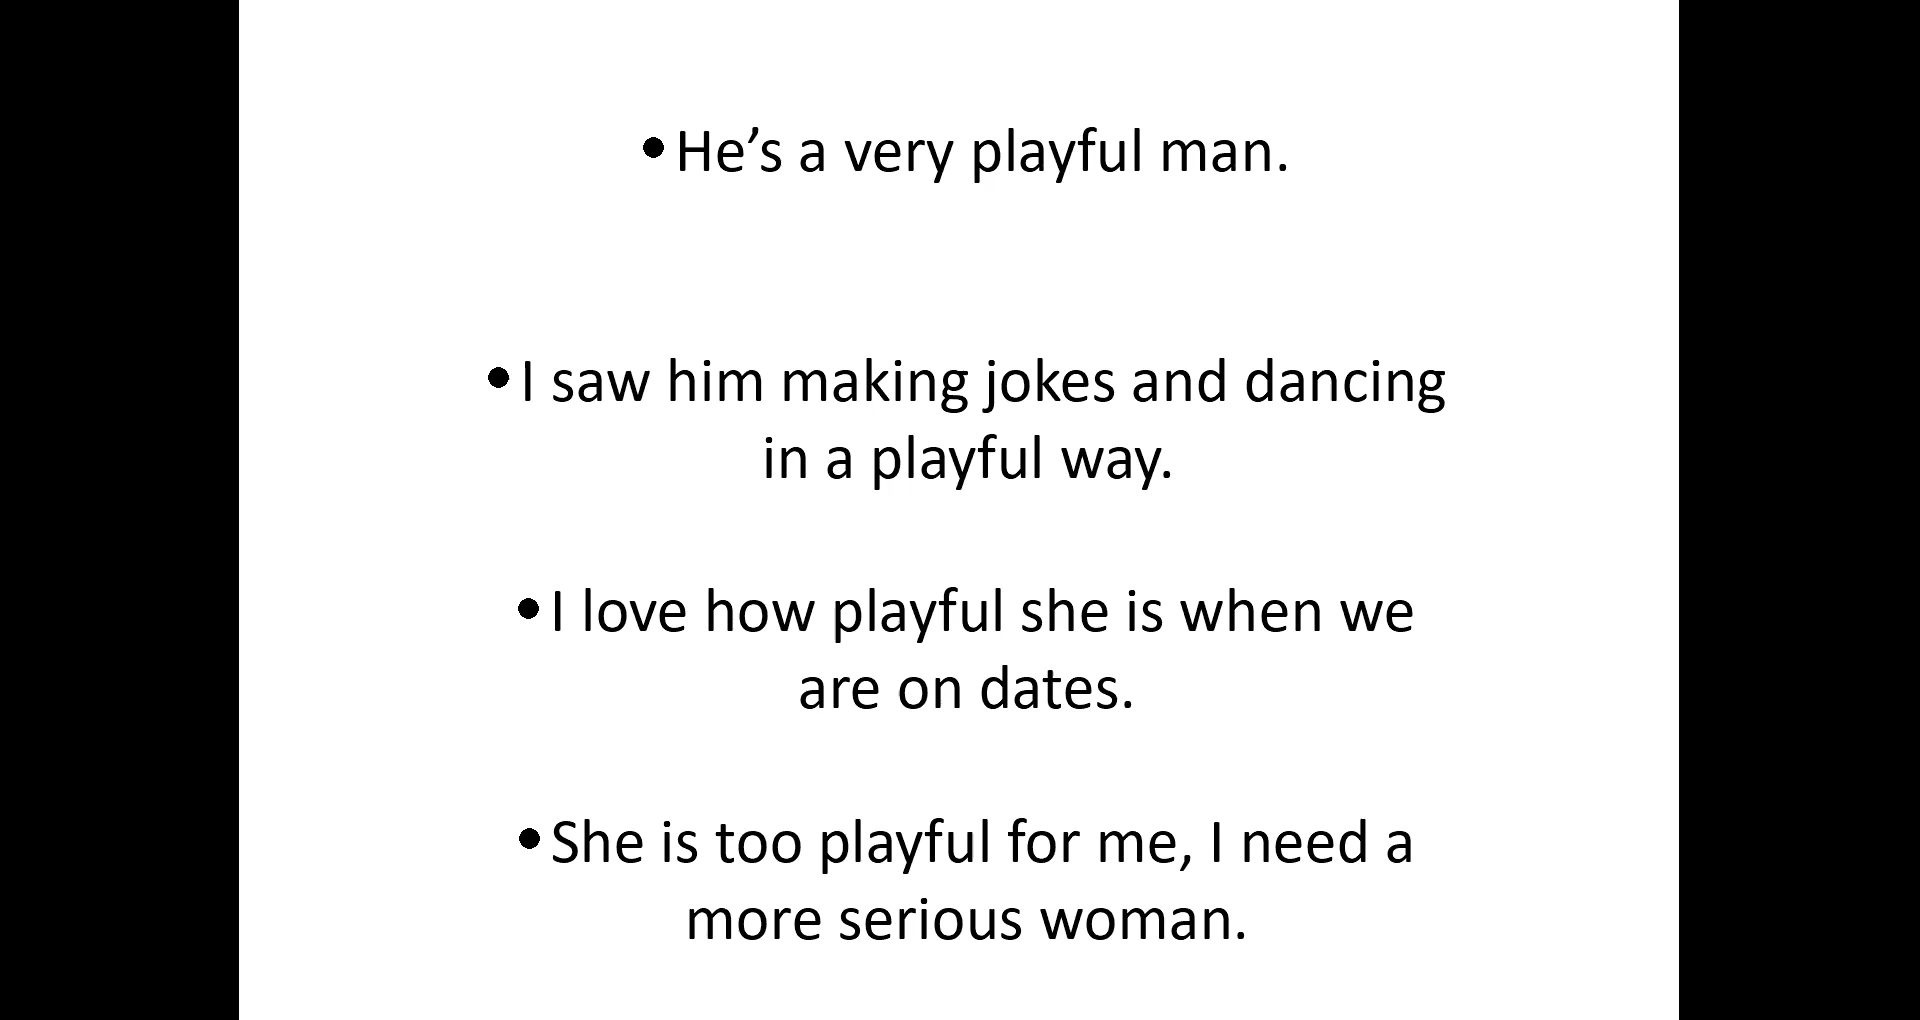 •He’s a very playful man.
•I saw him making jokes and dancing
in a playful way.
•I love how playful she is when we
are on dates.
•She is too playful for me, I need a
more serious woman.